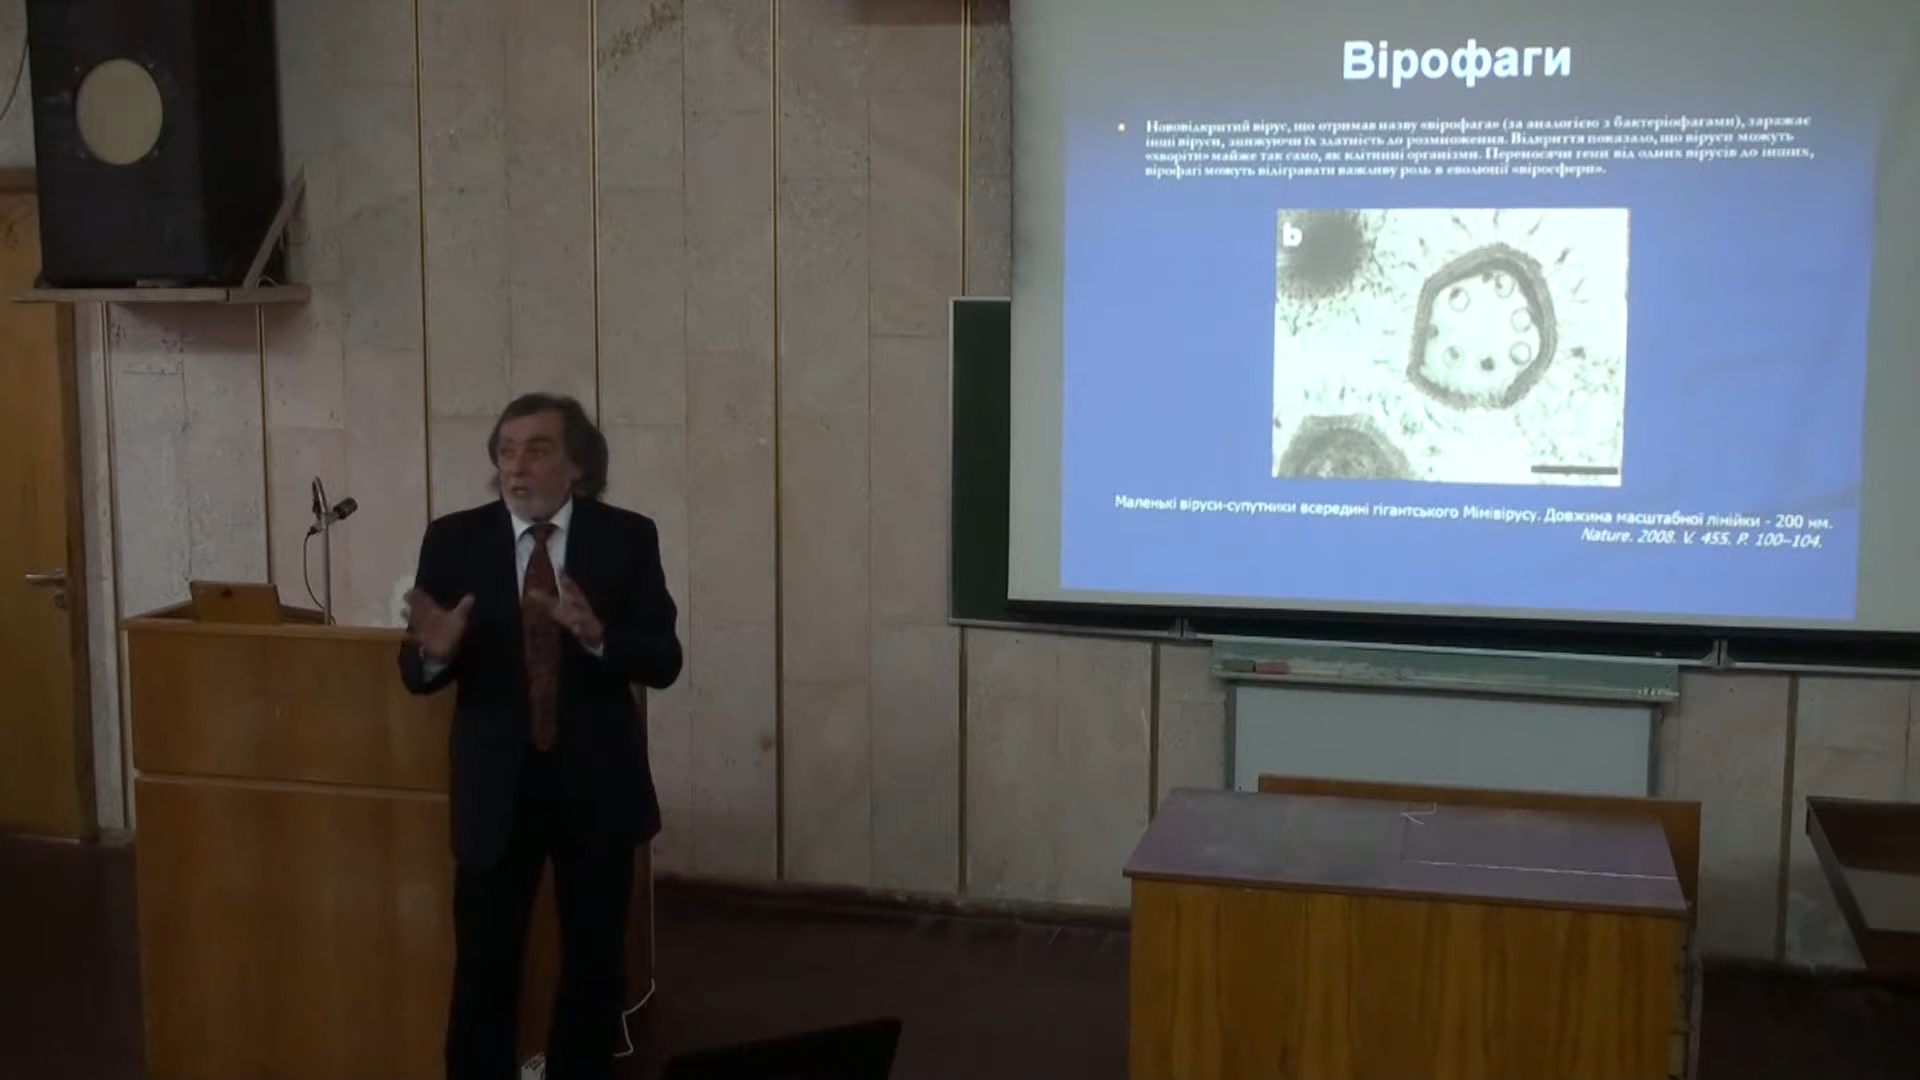 Вірофаги
Нововідкритий вірус, що отримав назву «вірофага» (за аналогією з бактеріофагами), заражає
інші віруси, знижуючи їх здатність до розмноження. Відкриття показало, що віруси можуть
«хворіти» майже так само, як клітинні організми. Переносячи гени від одних вірусів до інших,
вірофагі можуть відігравати важливу роль в еволюції «віросфери».
b
Маленькі віруси-супутники всередині гігантського Мімівірусу. Довжина масштабної лінійки - 200 нм.
Nature. 2008. V. 455. P. 100–104.